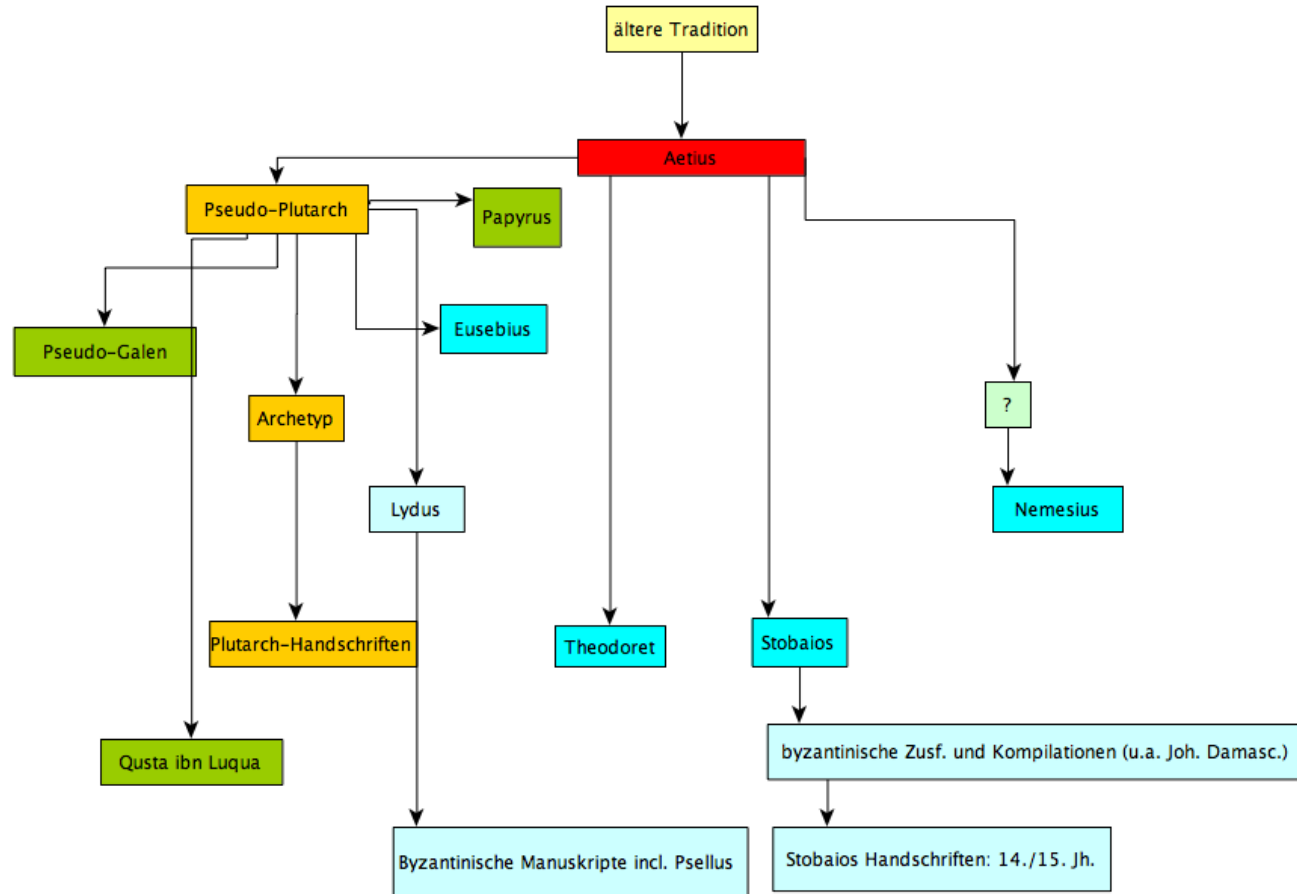 ältere Tradition
Aetius
Pseudo-Plutarch
Papyrus
Eusebius
Pseudo-Galen
Archetyp
?
Lydus
Nemesius
Plutarch-Handschriften
Theodoret
Stobaios
Qusta ibn Luqua
byzantinische Zusf. und Kompilationen (u.a. Joh. Damasc.)
Byzantinische Manuskripte incl. Psellus
Stobaios Handschriften: 14./15. Jh.